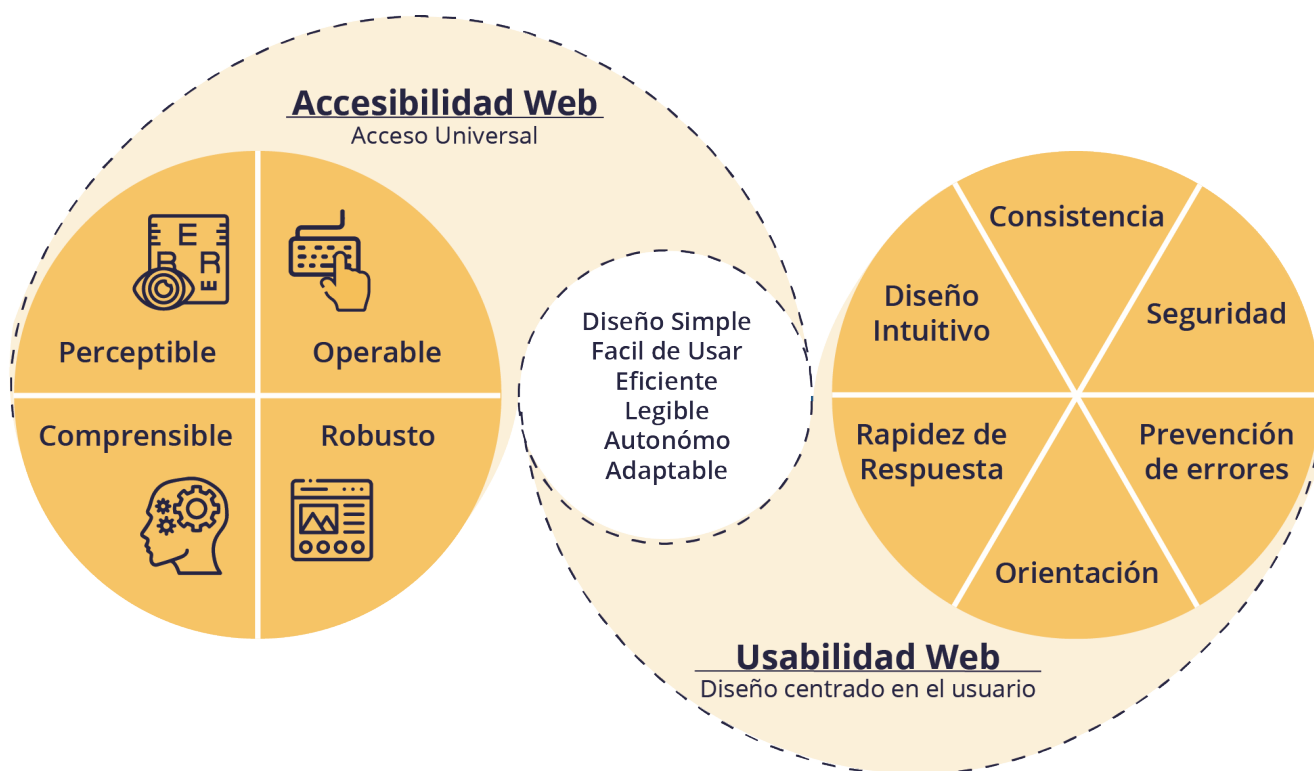 Accesibilidad Web
Acceso Universal
E
B R
E
Perceptible
Operable
Comprensible
Robusto
Diseño Simple
Facil de Usar
Eficiente
Legible
Autonómo
Adaptable
Consistencia
Diseño
Intuitivo
Seguridad
Rapidez de
Respuesta
Prevención
de errores
Orientación
Usabilidad Web
Diseño centrado en el usuario